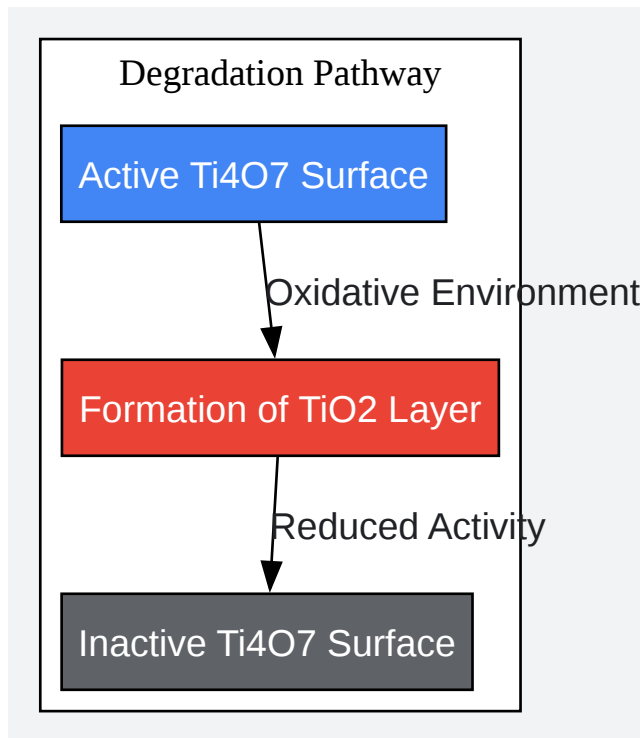 Degradation Pathway
Active Ti4O7 Surface
Oxidative Environment
Formation of TiO2 Layer
Reduced Activity
Inactive Ti4O7 Surface